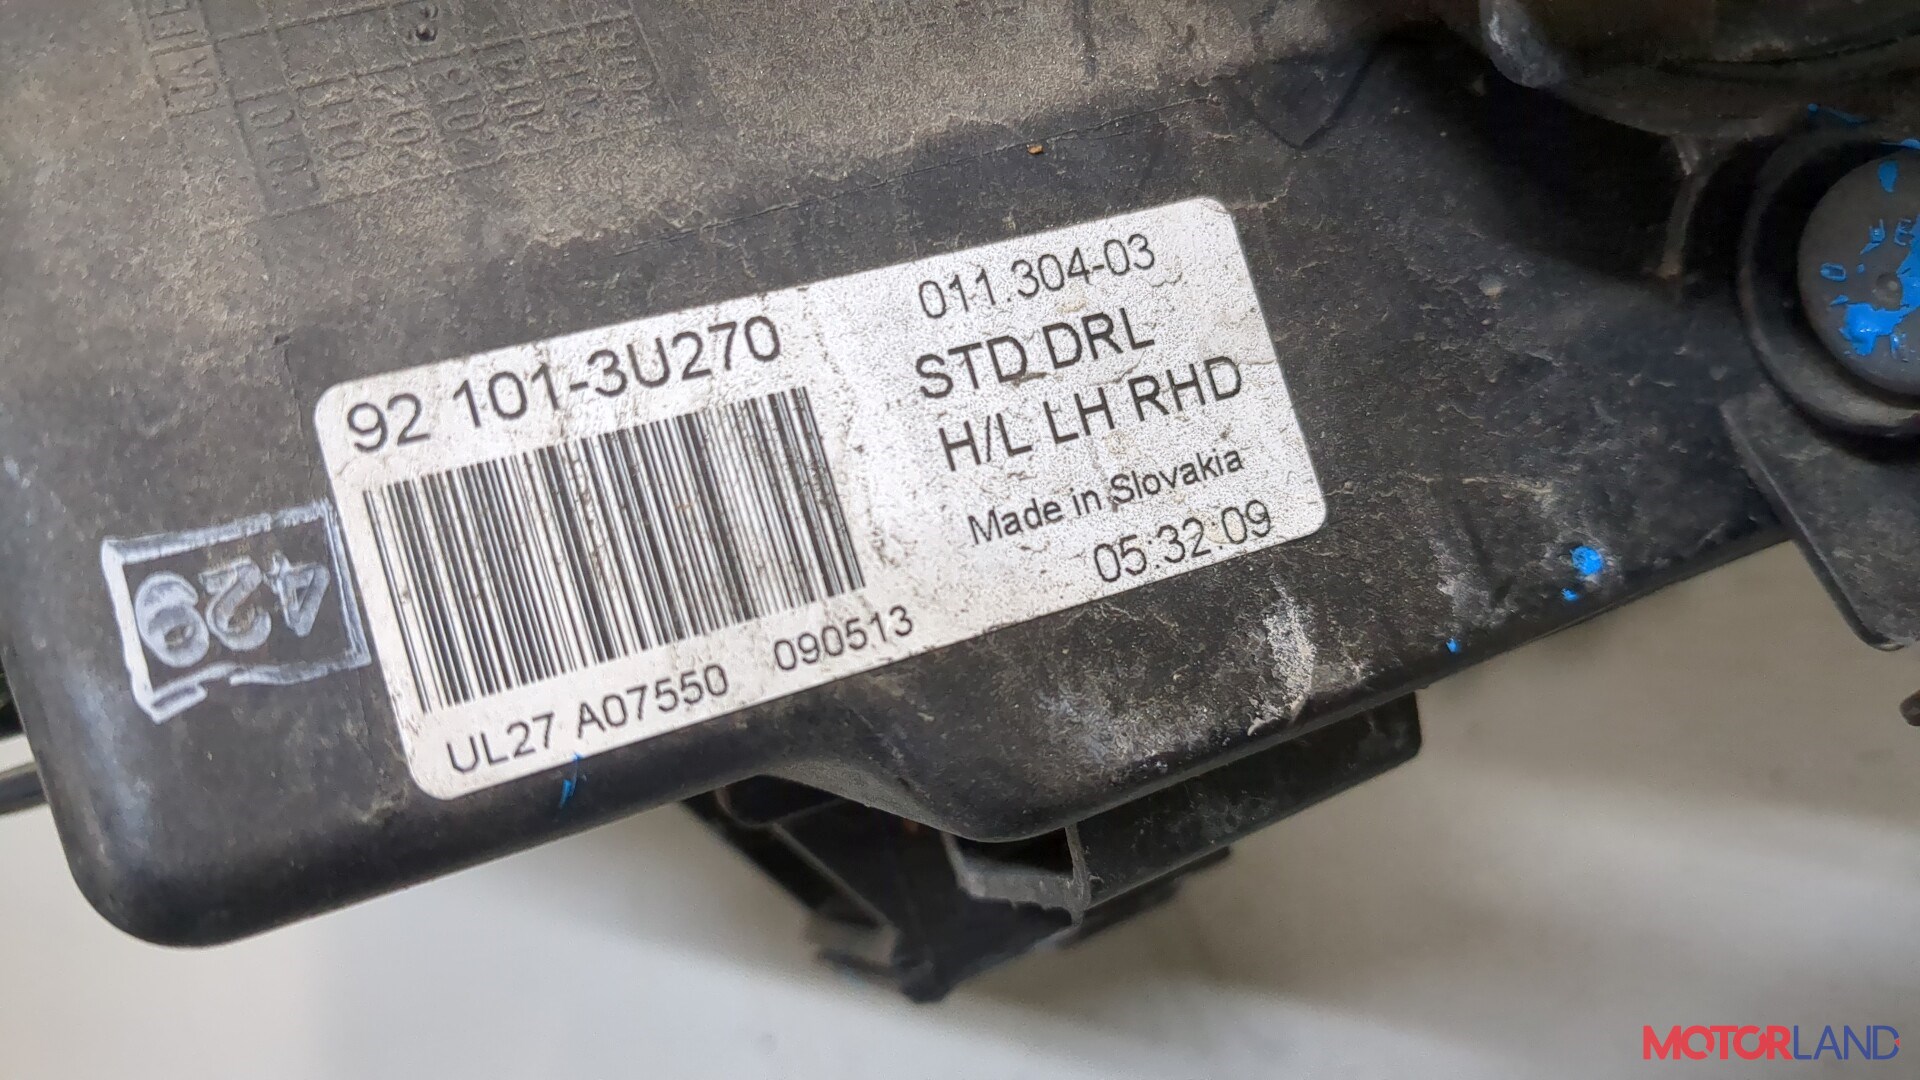 92 101-3U270
011.304-03
STD DRL
H/L LH RHD
Made in Slovakia
05:32:09
UL27 A07550 090513
429
MOTORLAND